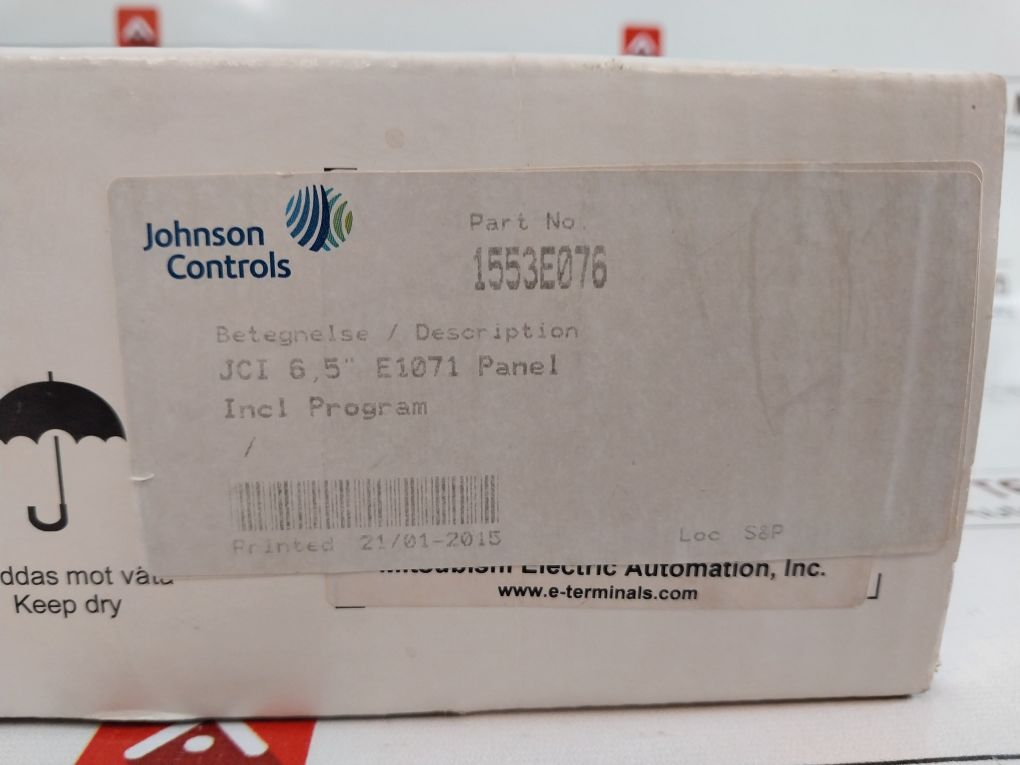 Johnson
Controls
Part No.
1553E076
Betegnelse / Description
JCI 6,5" E1071 Panel
Incl Program
/
Printed 21/01-2015
Loc S&P
ddas mot väta
Keep dry
Mitsubishi Electric Automation, Inc.
www.e-terminals.com